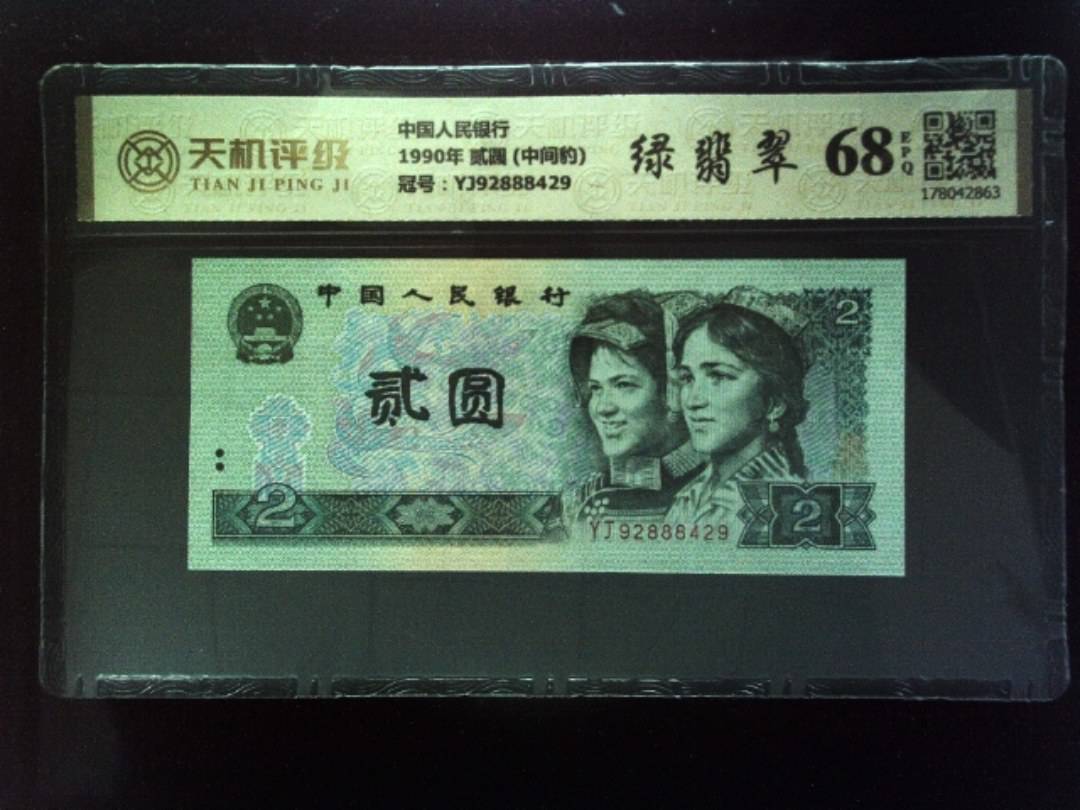 天机评级
TIAN JI PING JI
中国人民银行
1990年 贰圆 (中间豹)
冠号：YJ92888429
绿翡翠
68
EPQ
178042863
中国人民银行
2
贰圆
2
YJ92888429
2